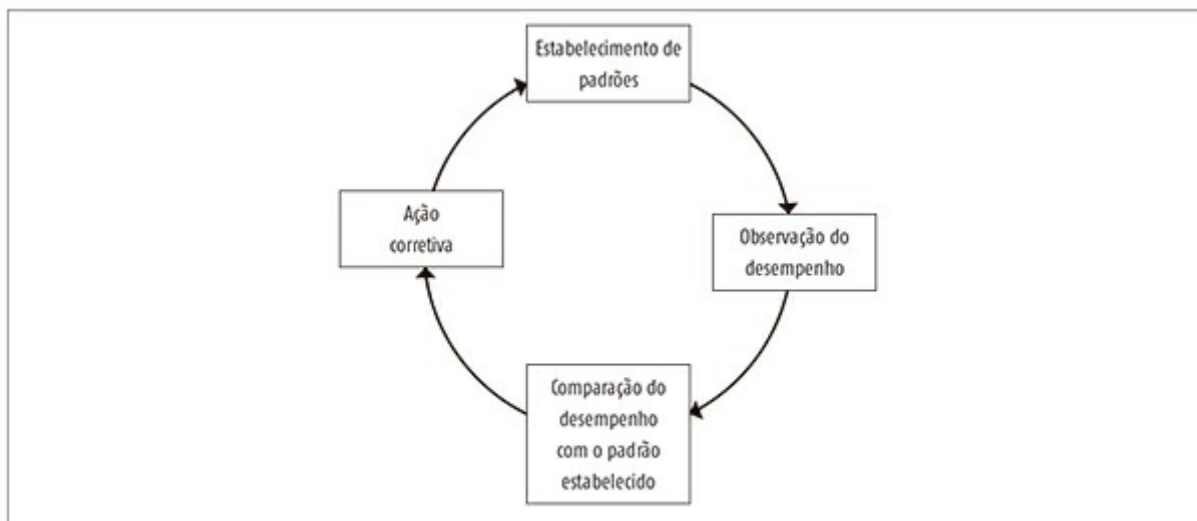 Estabelecimento de
padrões
Observação do
desempenho
Comparação do
desempenho
com o padrão
estabelecido
Ação
corretiva